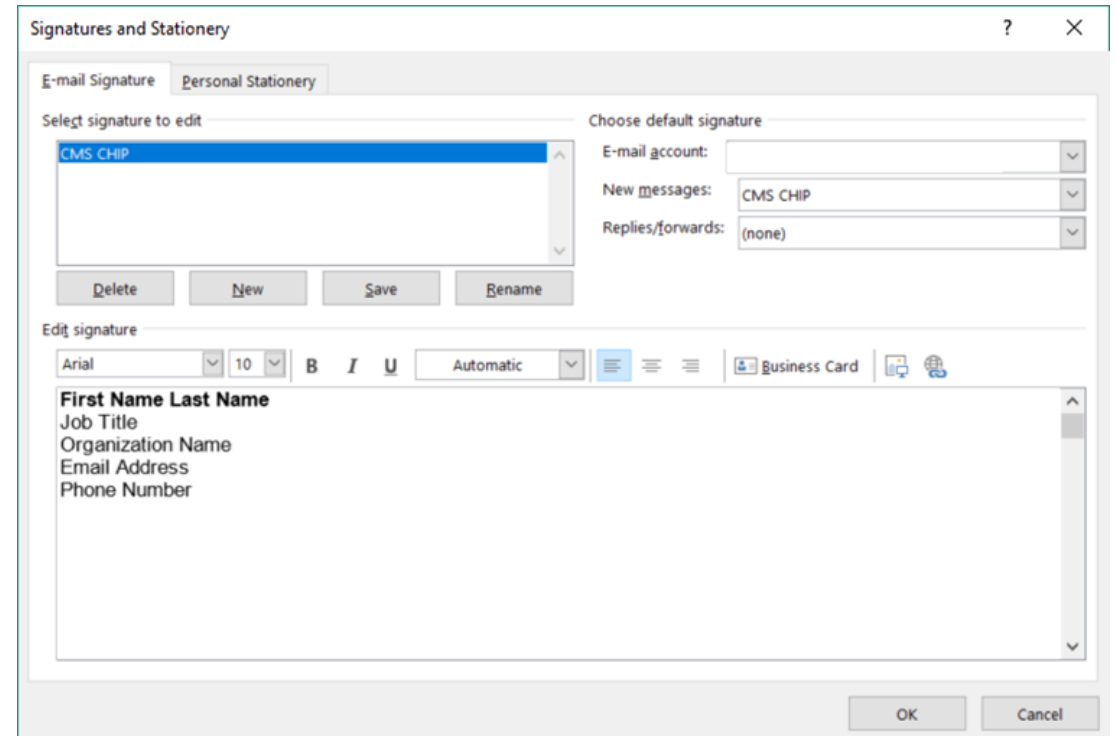 Signatures and Stationery ?
E-mail Signature Personal Stationery
Select signature to edit
CMS CHIP
Delete New Save Rename
Choose default signature
E-mail account:
New messages: CMS CHIP
Replies/forwards: (none)
Edit signature
Arial 10 B I U Automatic Business Card
First Name Last Name
Job Title
Organization Name
Email Address
Phone Number
OK Cancel